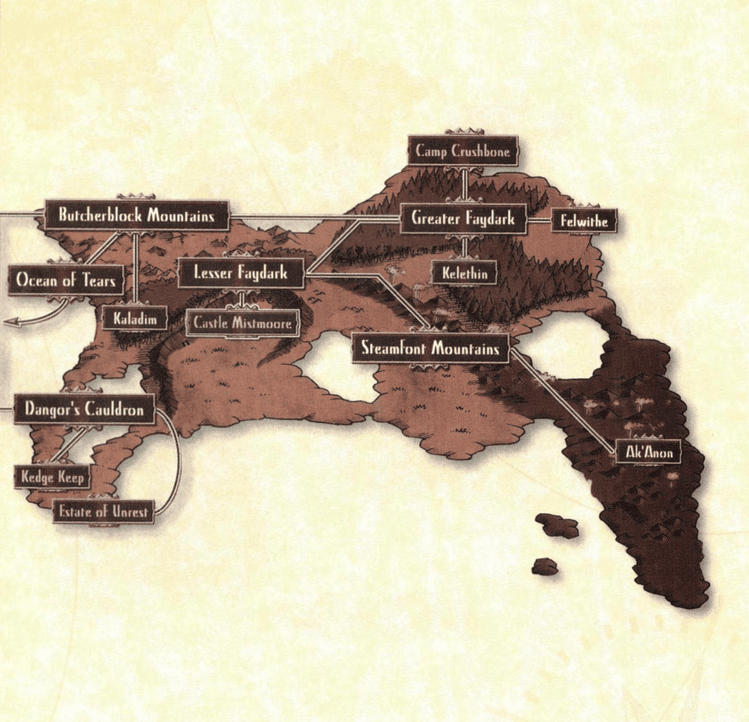 Camp Crushbone
Butcherblock Mountains
Greater Faydark
Felwithe
Ocean of Tears
Lesser Faydark
Kelethin
Kaladim
Castle Mistmoore
Steamfont Mountains
Dangor's Cauldron
Ak'Anon
Kedge Keep
Estate of Unrest